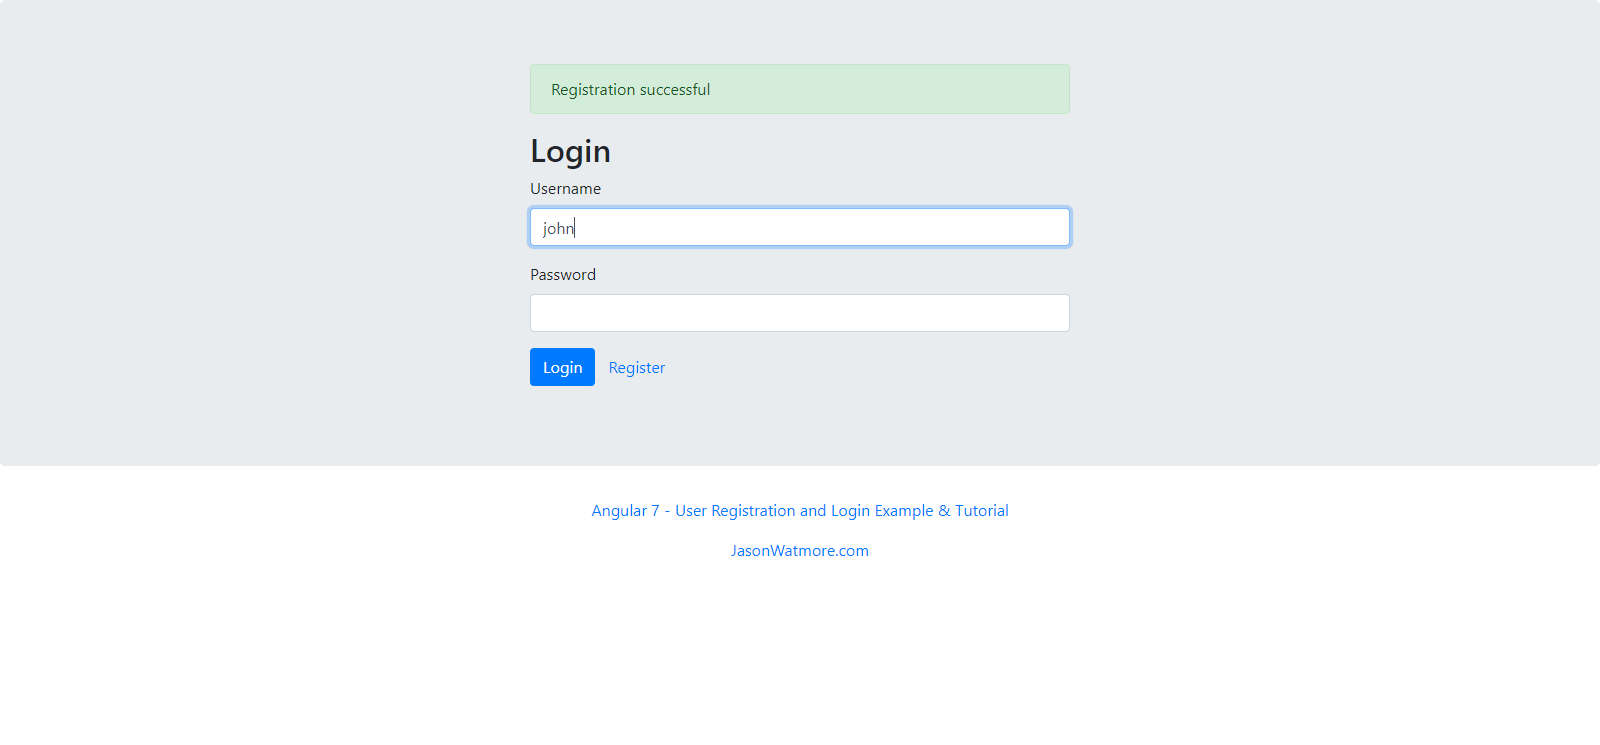 Registration successful
Login
Username
john
Password
Login Register
Angular 7 - User Registration and Login Example & Tutorial
JasonWatmore.com